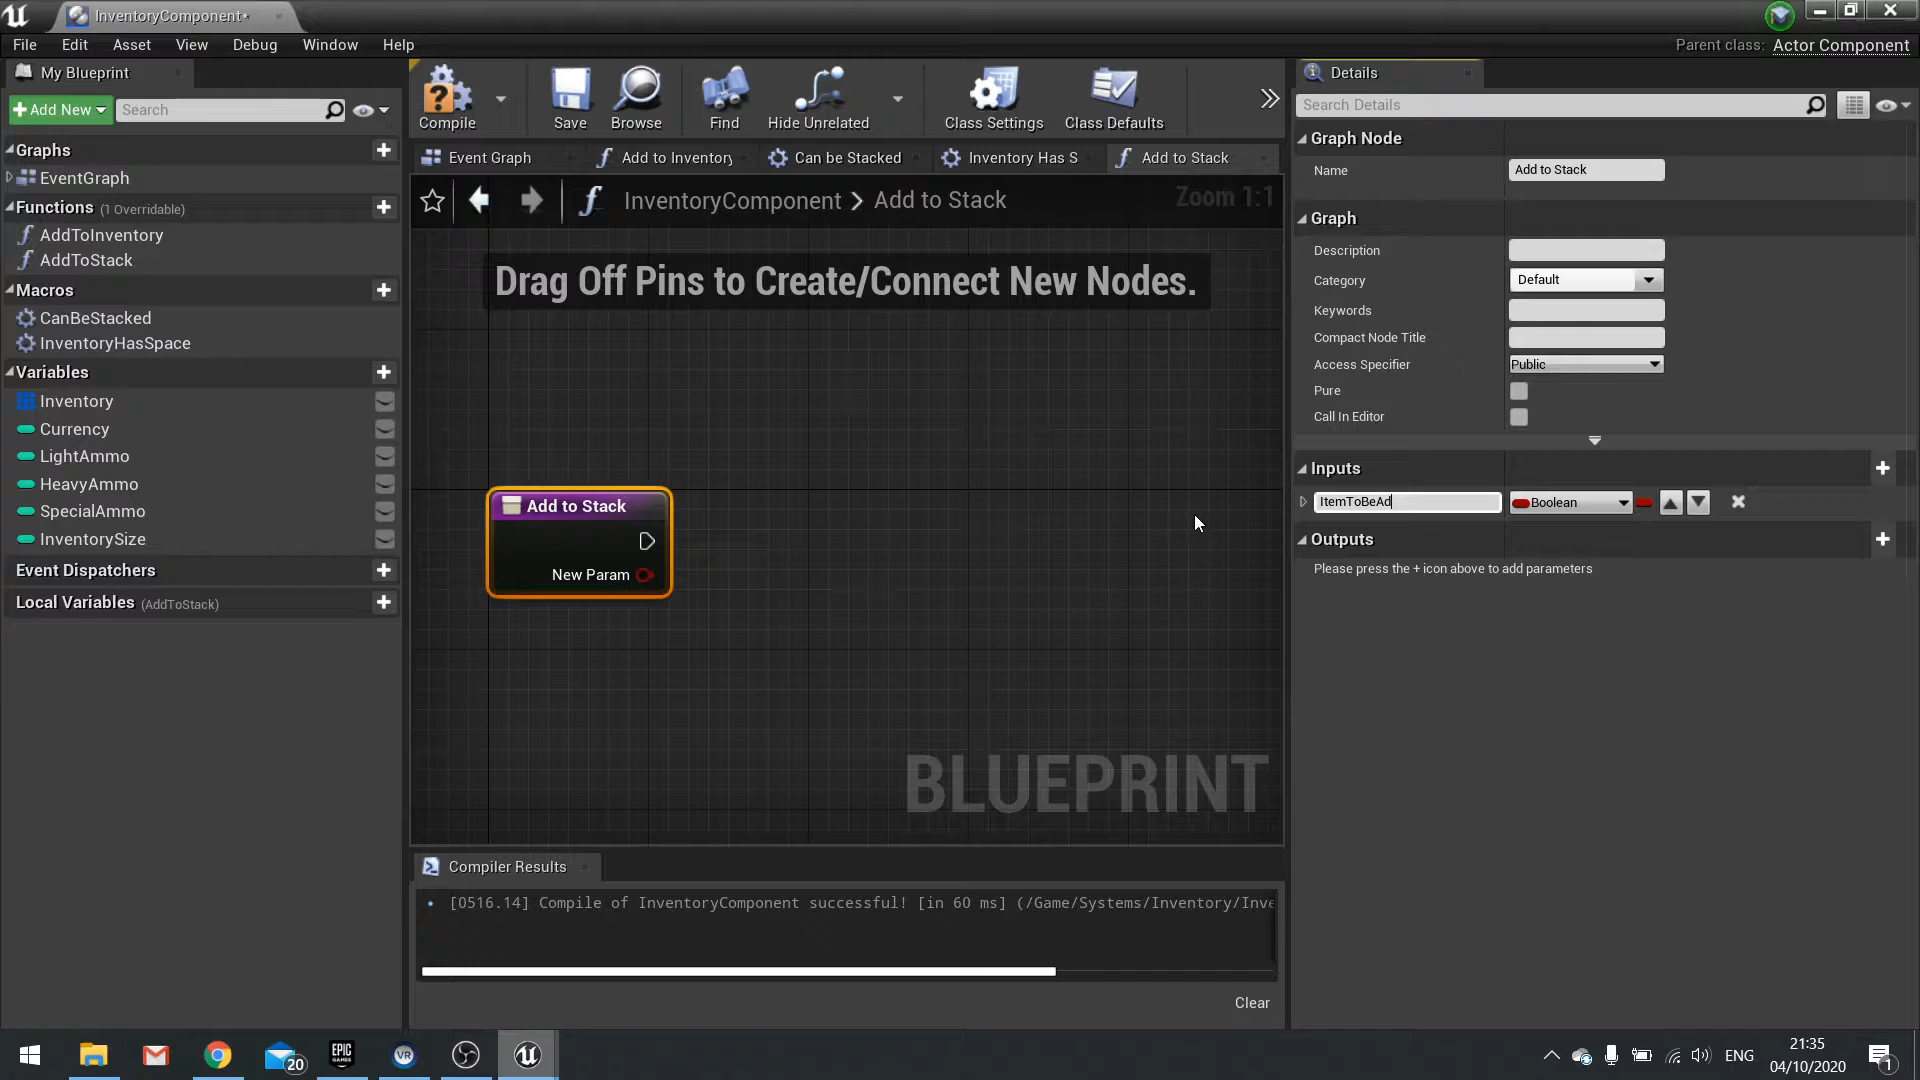 InventoryComponent*
File Edit Asset View Debug Window Help
Parent class: Actor Component
My Blueprint
Add New
Search
Graphs
EventGraph
Functions (1 Overridable)
AddToInventory
AddToStack
Macros
CanBeStacked
InventoryHasSpace
Variables
Inventory
Currency
LightAmmo
HeavyAmmo
SpecialAmmo
InventorySize
Event Dispatchers
Local Variables (AddToStack)
Compile Save Browse Find Hide Unrelated Class Settings Class Defaults
Event Graph Add to Inventory Can be Stacked Inventory Has S Add to Stack
InventoryComponent > Add to Stack
Zoom 1:1
Drag Off Pins to Create/Connect New Nodes.
Add to Stack
New Param
BLUEPRINT
Compiler Results
[0516.14] Compile of InventoryComponent successful! [in 60 ms] (/Game/Systems/Inventory/Inve
Clear
Details
Search Details
Graph Node
Name Add to Stack
Graph
Description
Category Default
Keywords
Compact Node Title
Access Specifier Public
Pure
Call In Editor
Inputs
ItemToBeAd Boolean
Outputs
Please press the + icon above to add parameters
20
EPIC
GAMES
VR
ENG
21:35
04/10/2020
1